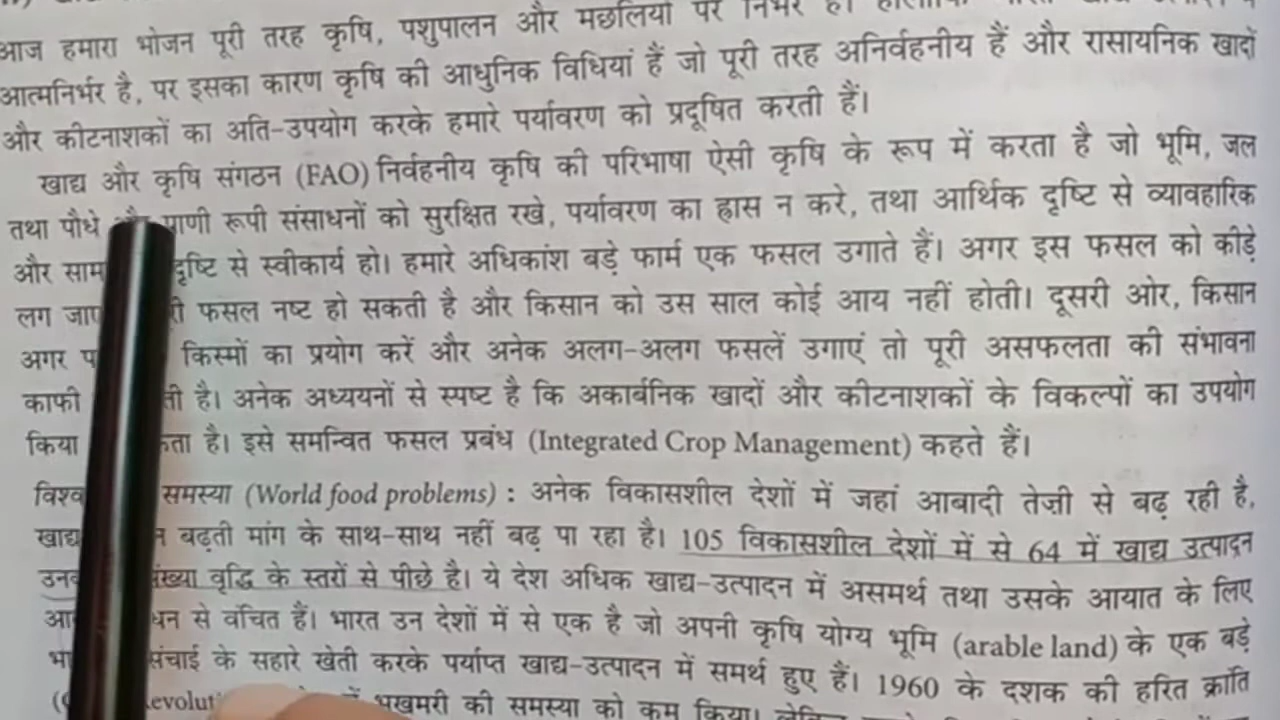 आज हमारा भोजन पूरी तरह कृषि, पशुपालन और मछलियों पर निर्भर है।
आत्मनिर्भर है, पर इसका कारण कृषि की आधुनिक विधियां हैं जो पूरी तरह अनिर्वहनीय हैं और रासायनिक खादों
और कीटनाशकों का अति-उपयोग करके हमारे पर्यावरण को प्रदूषित करती हैं।
खाद्य और कृषि संगठन (FAO) निर्वहनीय कृषि की परिभाषा ऐसी कृषि के रूप में करता है जो भूमि, जल
तथा पौधे और प्राणी रूपी संसाधनों को सुरक्षित रखे, पर्यावरण का ह्रास न करे, तथा आर्थिक दृष्टि से व्यावहारिक
और दृष्टि से स्वीकार्य हो। हमारे अधिकांश बड़े फार्म एक फसल उगाते हैं। अगर इस फसल को कीड़े
लग फसल नष्ट हो सकती है और किसान को उस साल कोई आय नहीं होती। दूसरी ओर, किसान
अगर किस्मों का प्रयोग करें और अनेक अलग-अलग फसलें उगाएं तो पूरी असफलता की संभावना
काफी है। अनेक अध्ययनों से स्पष्ट है कि अकार्बनिक खादों और कीटनाशकों के विकल्पों का उपयोग
किया है। इसे समन्वित फसल प्रबंध (Integrated Crop Management) कहते हैं।
समस्या (World food problems) : अनेक विकासशील देशों में जहां आबादी तेज़ी से बढ़ रही है,
खाद्य बढ़ती मांग के साथ-साथ नहीं बढ़ पा रहा है। 105 विकासशील देशों में से 64 में खाद्य उत्पादन
वृद्धि के स्तरों से पीछे है। ये देश अधिक खाद्य-उत्पादन में असमर्थ तथा उसके आयात के लिए
से वंचित हैं। भारत उन देशों में से एक है जो अपनी कृषि योग्य भूमि (arable land) के एक बड़े
के सहारे खेती करके पर्याप्त खाद्य-उत्पादन में समर्थ हुए हैं। 1960 के दशक की हरित क्रांति
भुखमरी की समस्या को कम किया।